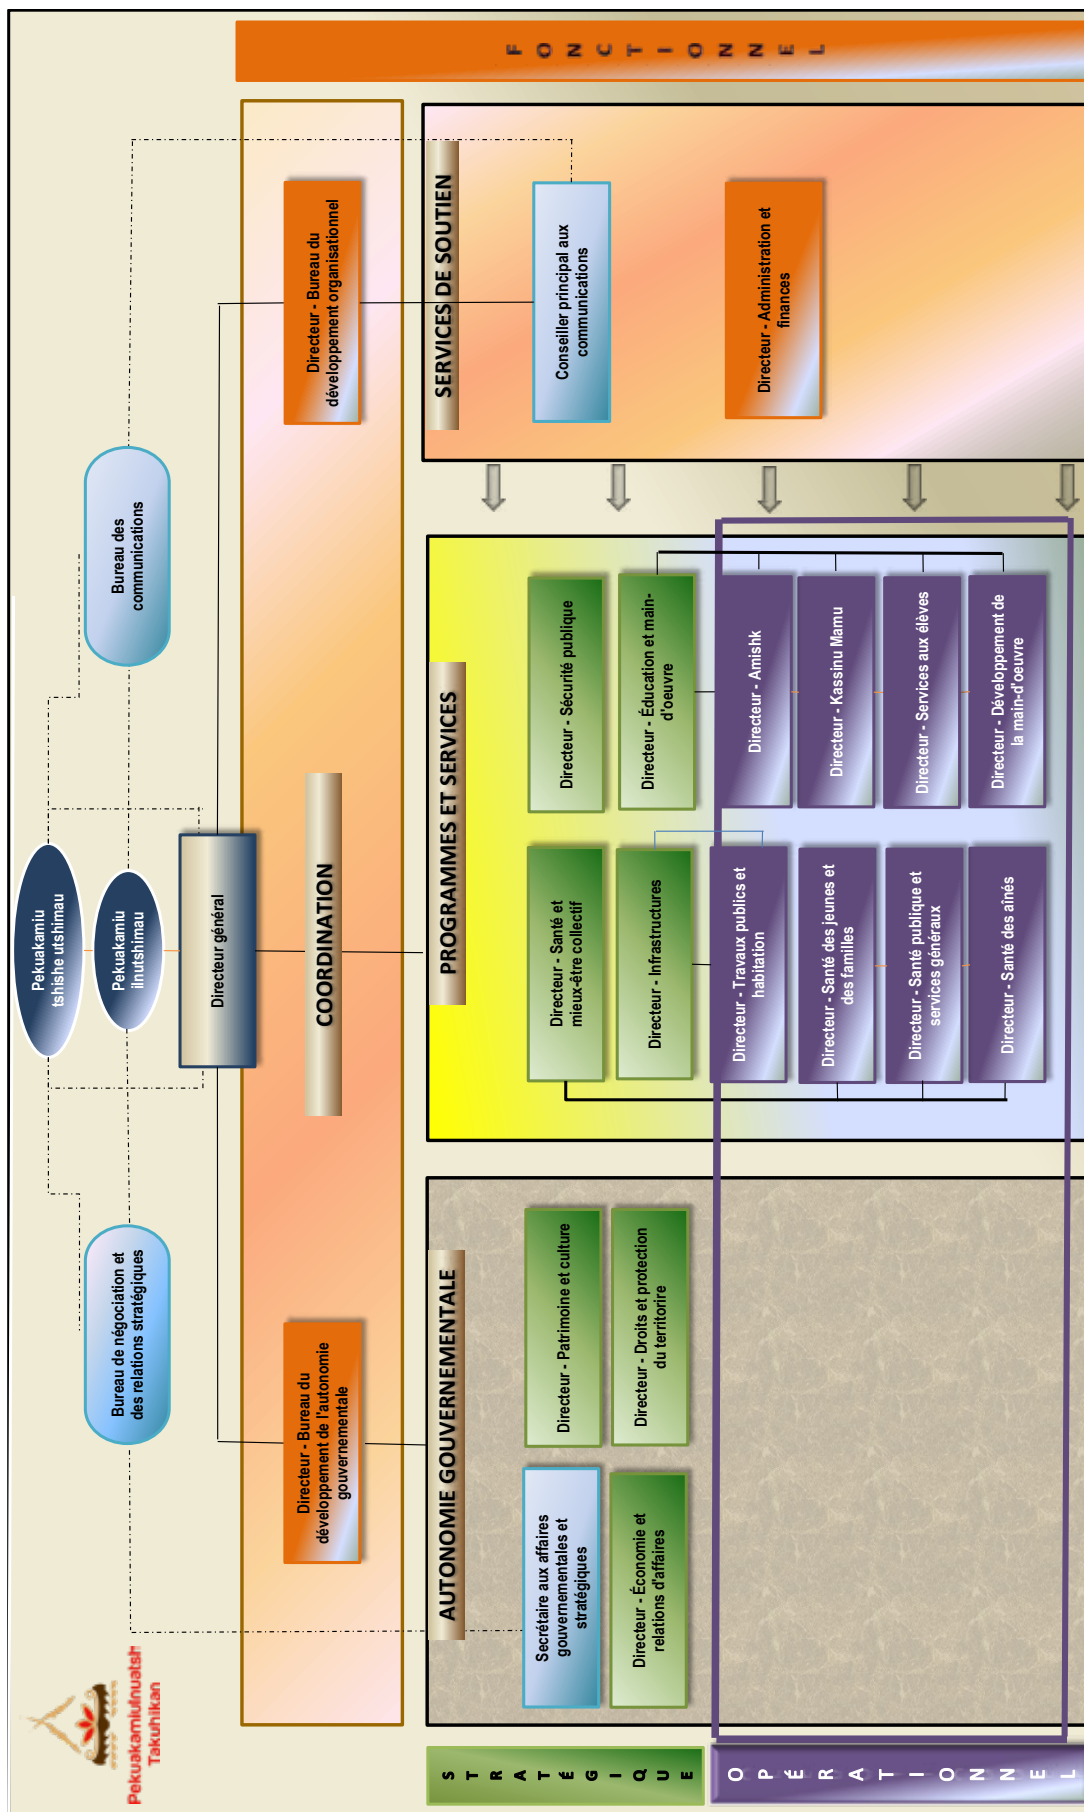 Pekuakamiulnuatsh
Takuhikan
Pekuakamiu
tshishe utshimau
Pekuakamiu
ilnutshimau
Bureau de négociation et
des relations stratégiques
Bureau des
communications
Directeur général
Directeur - Bureau du
développement de l'autonomie
gouvernementale
COORDINATION
Directeur - Bureau du
développement organisationnel
FONCTIONNEL
AUTONOMIE GOUVERNEMENTALE
PROGRAMMES ET SERVICES
SERVICES DE SOUTIEN
STRATÉGIQUE
Secrétaire aux affaires
gouvernementales et
stratégiques
Directeur - Patrimoine et culture
Directeur - Économie et
relations d'affaires
Directeur - Droits et protection
du territorire
Directeur - Santé et
mieux-être collectif
Directeur - Sécurité publique
Directeur - Infrastructures
Directeur - Éducation et main-
d'oeuvre
Conseiller principal aux
communications
Directeur - Administration et
finances
OPÉRATIONNEL
Directeur - Travaux publics et
habitation
Directeur - Amishk
Directeur - Santé des jeunes et
des familles
Directeur - Kassinu Mamu
Directeur - Santé publique et
services généraux
Directeur - Services aux élèves
Directeur - Santé des aînés
Directeur - Développement de
la main-d'oeuvre